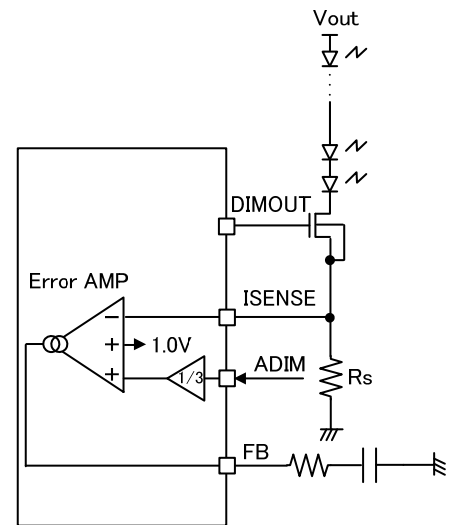 Vout
DIMOUT
Error AMP
ISENSE
− 
+ 1.0V
+
1/3
ADIM
Rs
FB